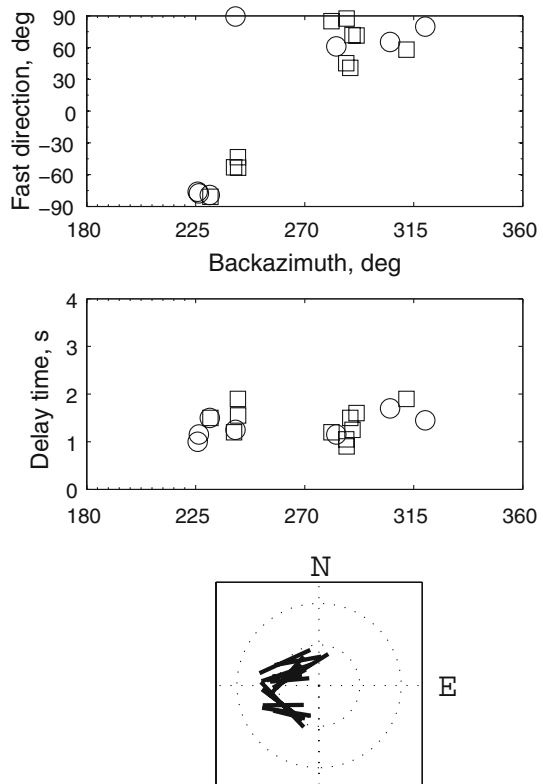 90
60
30
0
−30
−60
−90
Fast direction, deg
180 225 270 315 360
Backazimuth, deg
4
3
2
1
0
Delay time, s
180 225 270 315 360
N
E